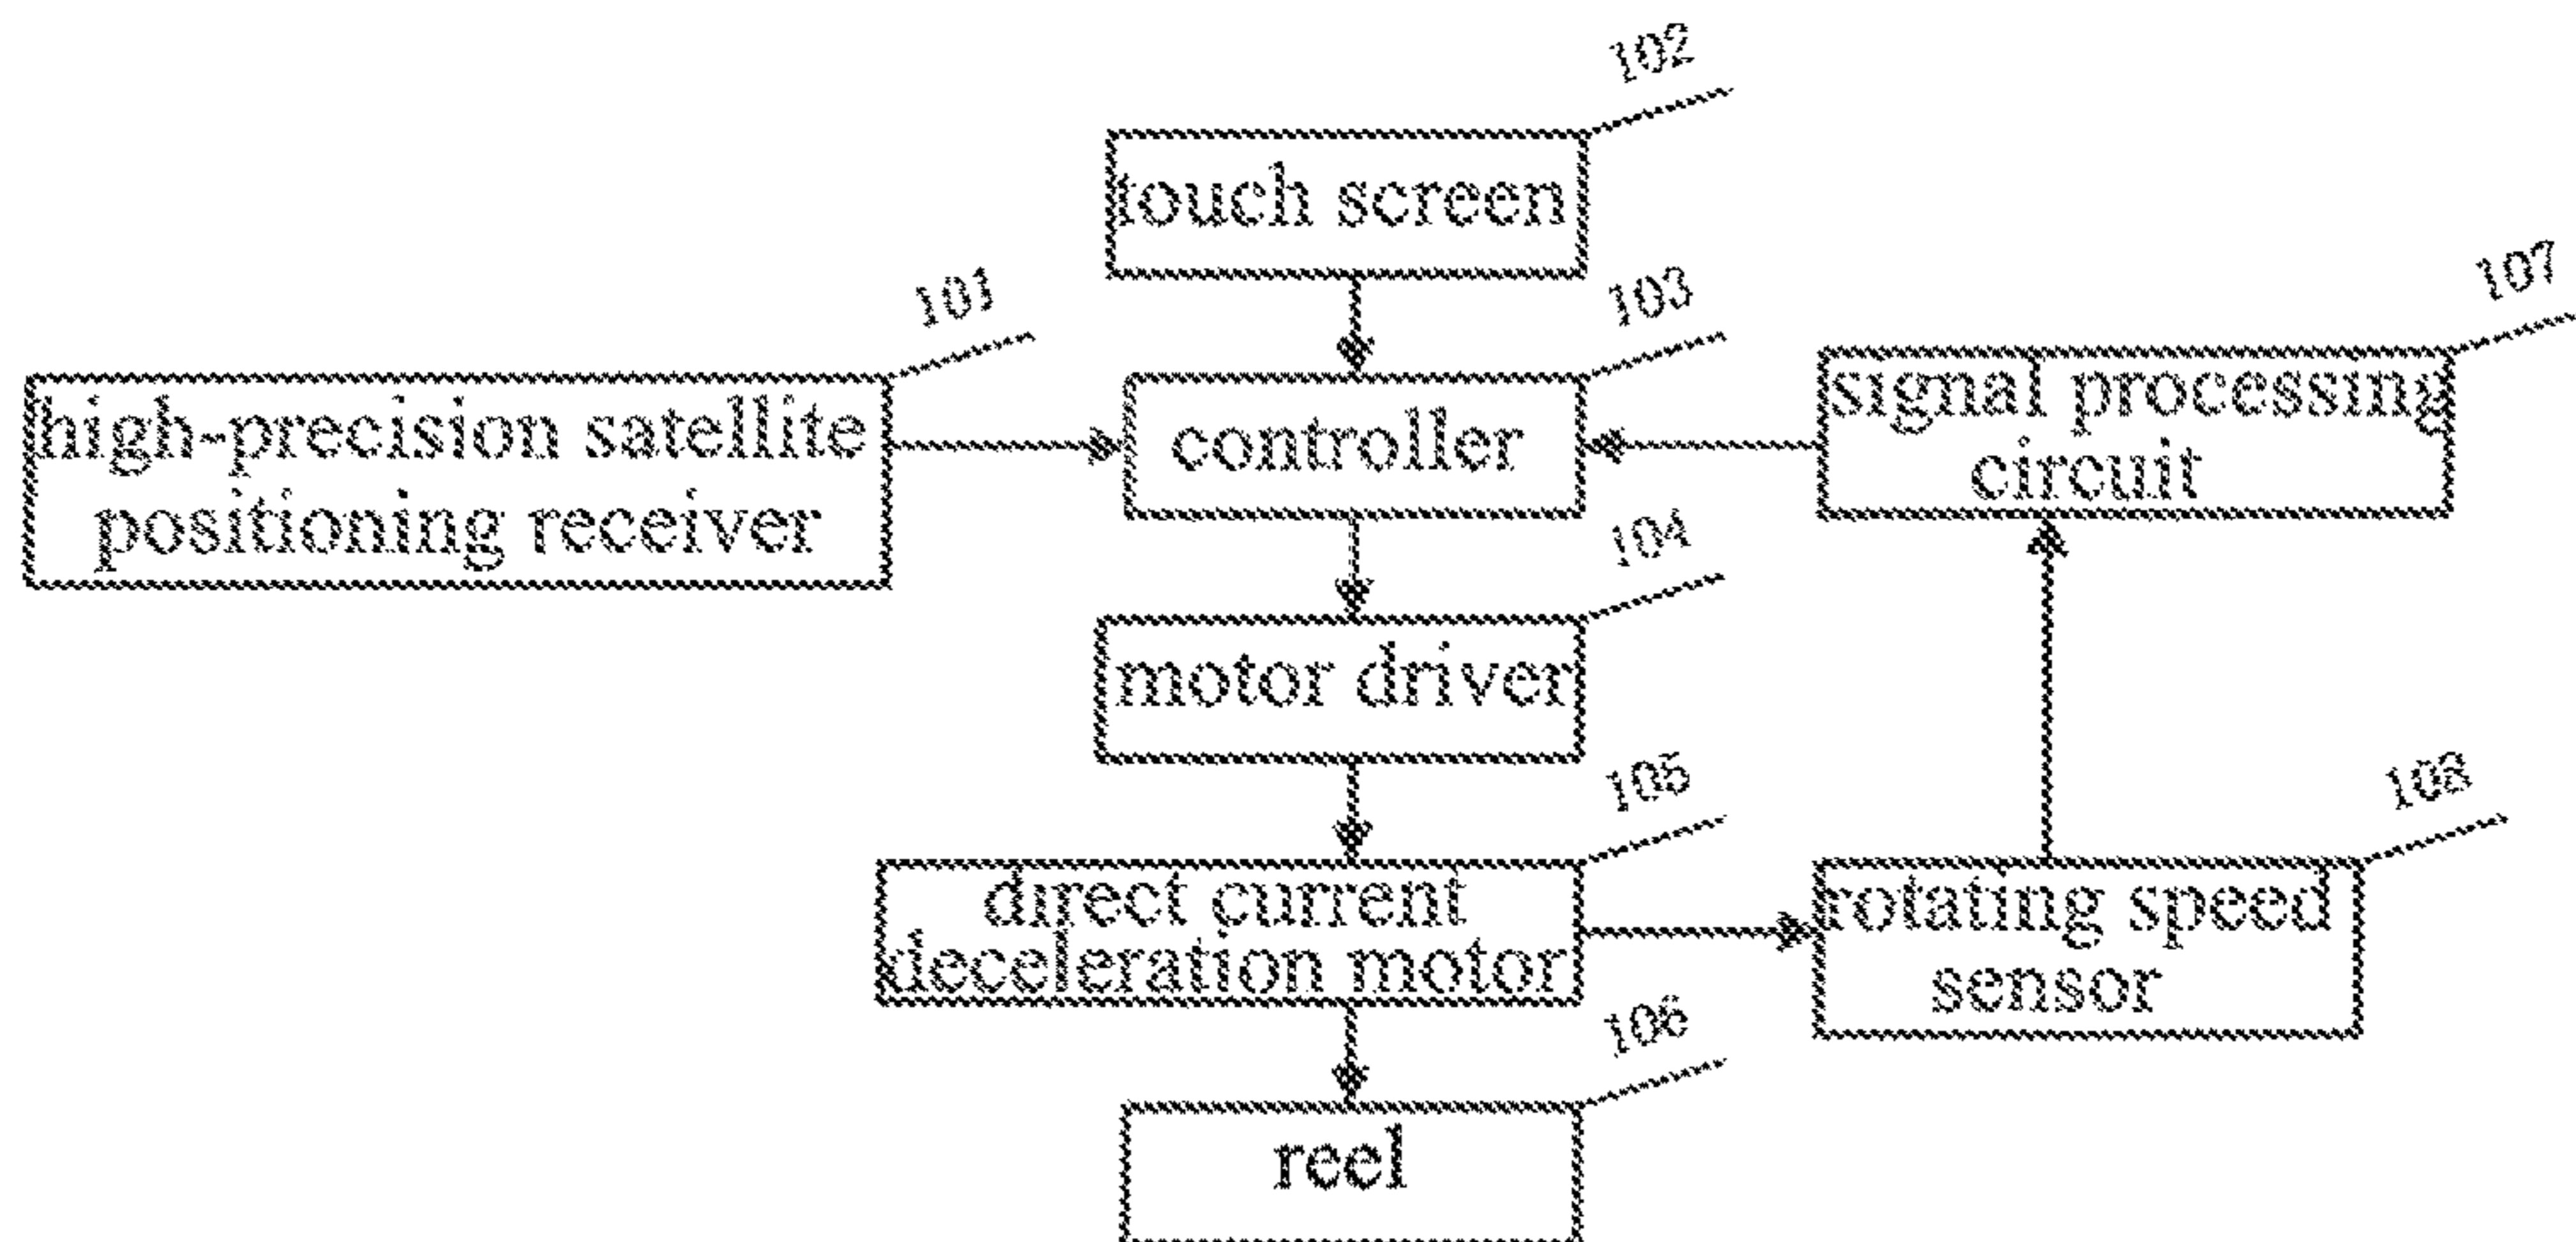 102
touch screen
101
103
107
high-precision satellite
positioning receiver
controller
signal processing
circuit
104
motor driver
105
108
direct current
deceleration motor
rotating speed
sensor
106
reel